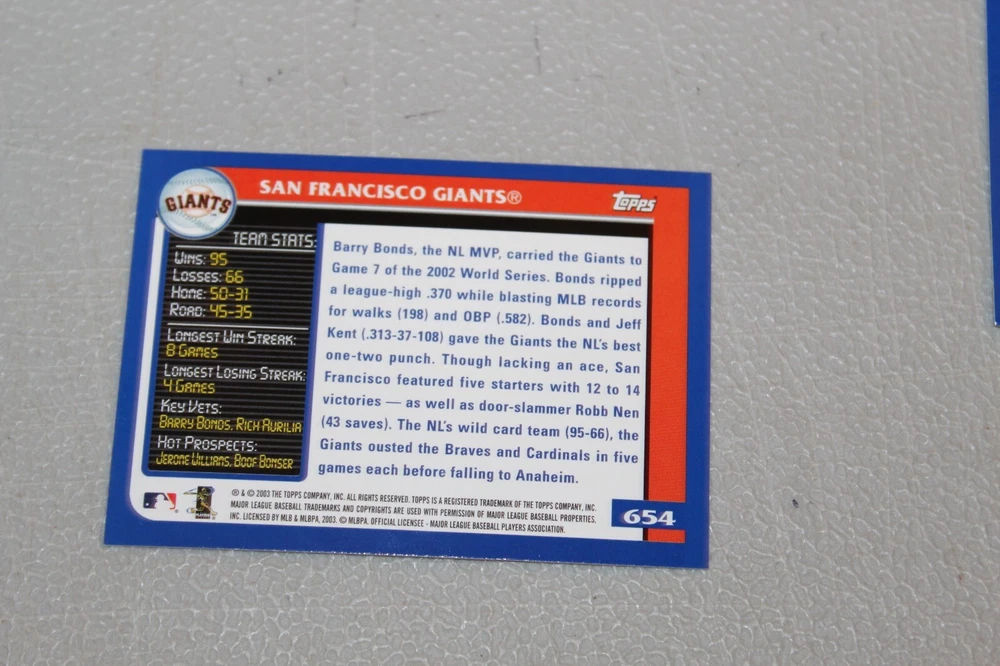 GIANTS
SAN FRANCISCO GIANTS®
Topps
TEAM STATS:
WINS: 95
LOSSES: 66
HOME: 50-31
ROAD: 45-35
LONGEST WIN STREAK:
8 GAMES
LONGEST LOSING STREAK:
4 GAMES
KEY VETS:
BARRY BONDS, RICH AURILIA
HOT PROSPECTS:
JEROME WILLIAMS, BOOF BONSER
Barry Bonds, the NL MVP, carried the Giants to
Game 7 of the 2002 World Series. Bonds ripped
a league-high .370 while blasting MLB records
for walks (198) and OBP (.582). Bonds and Jeff
Kent (.313-37-108) gave the Giants the NL's best
one-two punch. Though lacking an ace, San
Francisco featured five starters with 12 to 14
victories — as well as door-slammer Robb Nen
(43 saves). The NL's wild card team (95-66), the
Giants ousted the Braves and Cardinals in five
games each before falling to Anaheim.
® & © 2003 THE TOPPS COMPANY, INC. ALL RIGHTS RESERVED. TOPPS IS A REGISTERED TRADEMARK OF THE TOPPS COMPANY, INC.
MAJOR LEAGUE BASEBALL TRADEMARKS AND COPYRIGHTS ARE USED WITH PERMISSION OF MAJOR LEAGUE BASEBALL PROPERTIES,
INC. LICENSED BY MLB & MLBPA, 2003. © MLBPA. OFFICIAL LICENSEE - MAJOR LEAGUE BASEBALL PLAYERS ASSOCIATION.
654